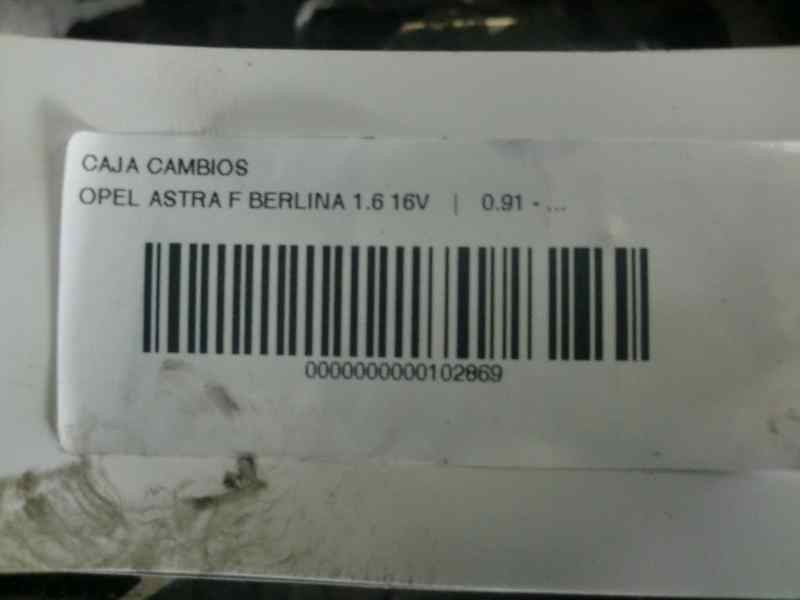 CAJA CAMBIOS
OPEL ASTRA F BERLINA 1.6 16V | 0.91 - ...
0000000000102869